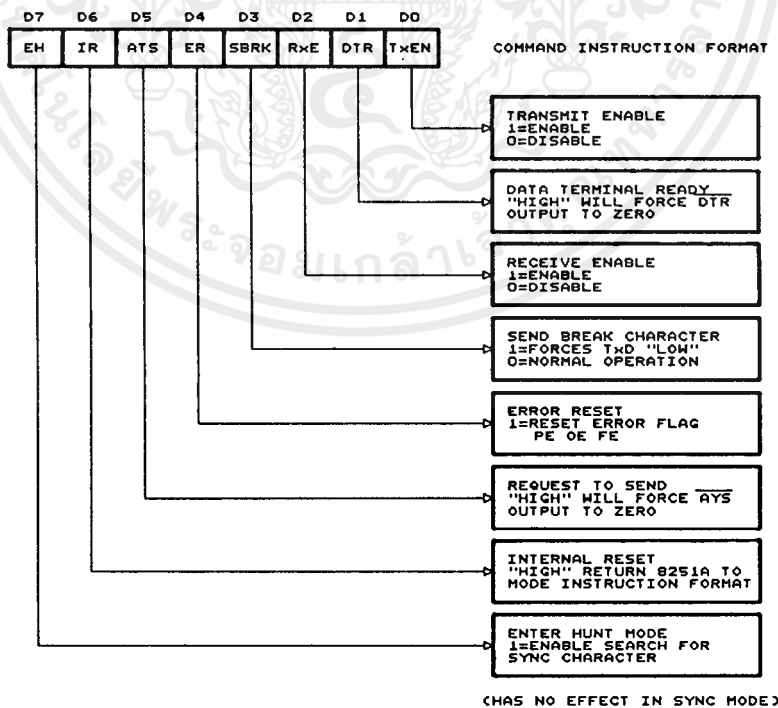 D7 D6 D5 D4 D3 D2 D1 D0
EH IR ATS ER SBRK RxE DTR TxEN
COMMAND INSTRUCTION FORMAT
TRANSMIT ENABLE
1=ENABLE
0=DISABLE
DATA TERMINAL READY
"HIGH" WILL FORCE DTR
OUTPUT TO ZERO
RECEIVE ENABLE
1=ENABLE
0=DISABLE
SEND BREAK CHARACTER
1=FORCES TxD "LOW"
0=NORMAL OPERATION
ERROR RESET
1=RESET ERROR FLAG
PE OE FE
REQUEST TO SEND
"HIGH" WILL FORCE AYS
OUTPUT TO ZERO
INTERNAL RESET
"HIGH" RETURN 8251A TO
MODE INSTRUCTION FORMAT
ENTER HUNT MODE
1=ENABLE SEARCH FOR
SYNC CHARACTER
(HAS NO EFFECT IN SYNC MODE)